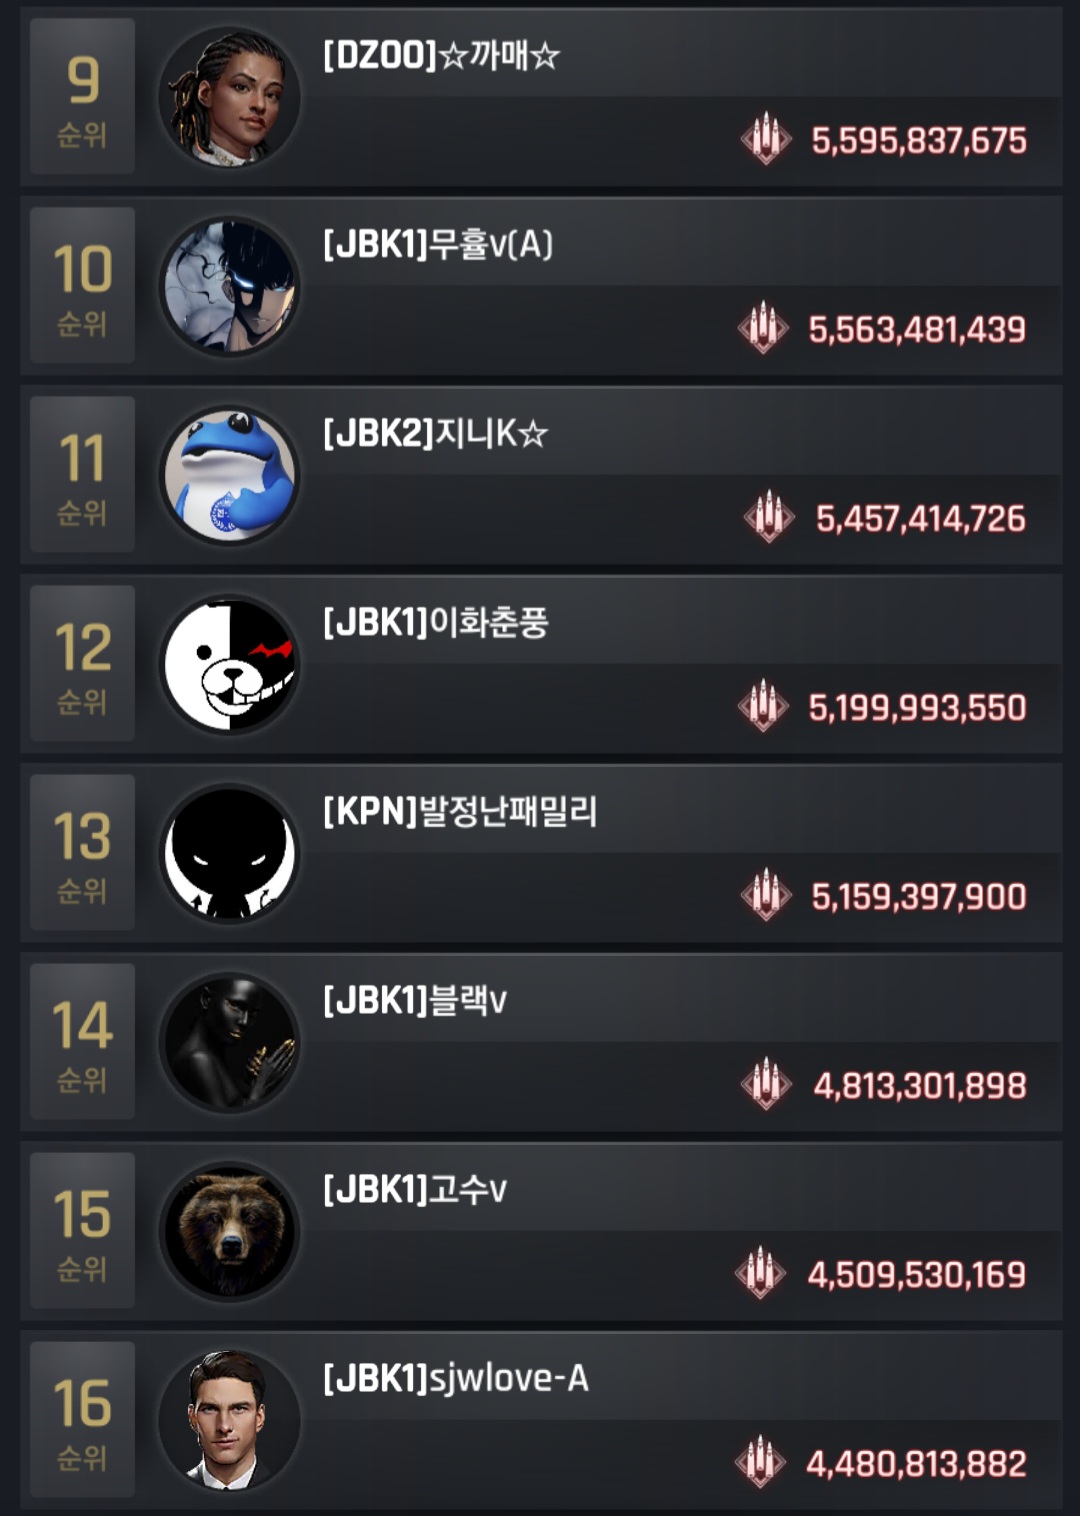 9
순위
[DZOO]☆까매☆
5,595,837,675
10
순위
[JBK1]무휼v(A)
5,563,481,439
11
순위
[JBK2]지니K☆
5,457,414,726
12
순위
[JBK1]이화춘풍
5,199,993,550
13
순위
[KPN]발정난패밀리
5,159,397,900
14
순위
[JBK1]블랙v
4,813,301,898
15
순위
[JBK1]고수v
4,509,530,169
16
순위
[JBK1]sjwlove-A
4,480,813,882